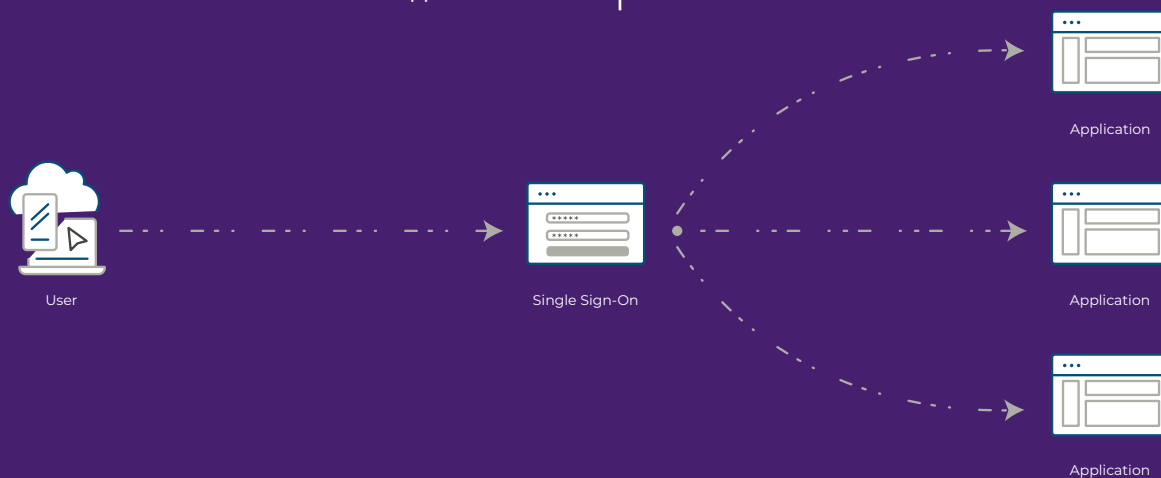 Application
*****
*****
User
Single Sign-On
Application
Application